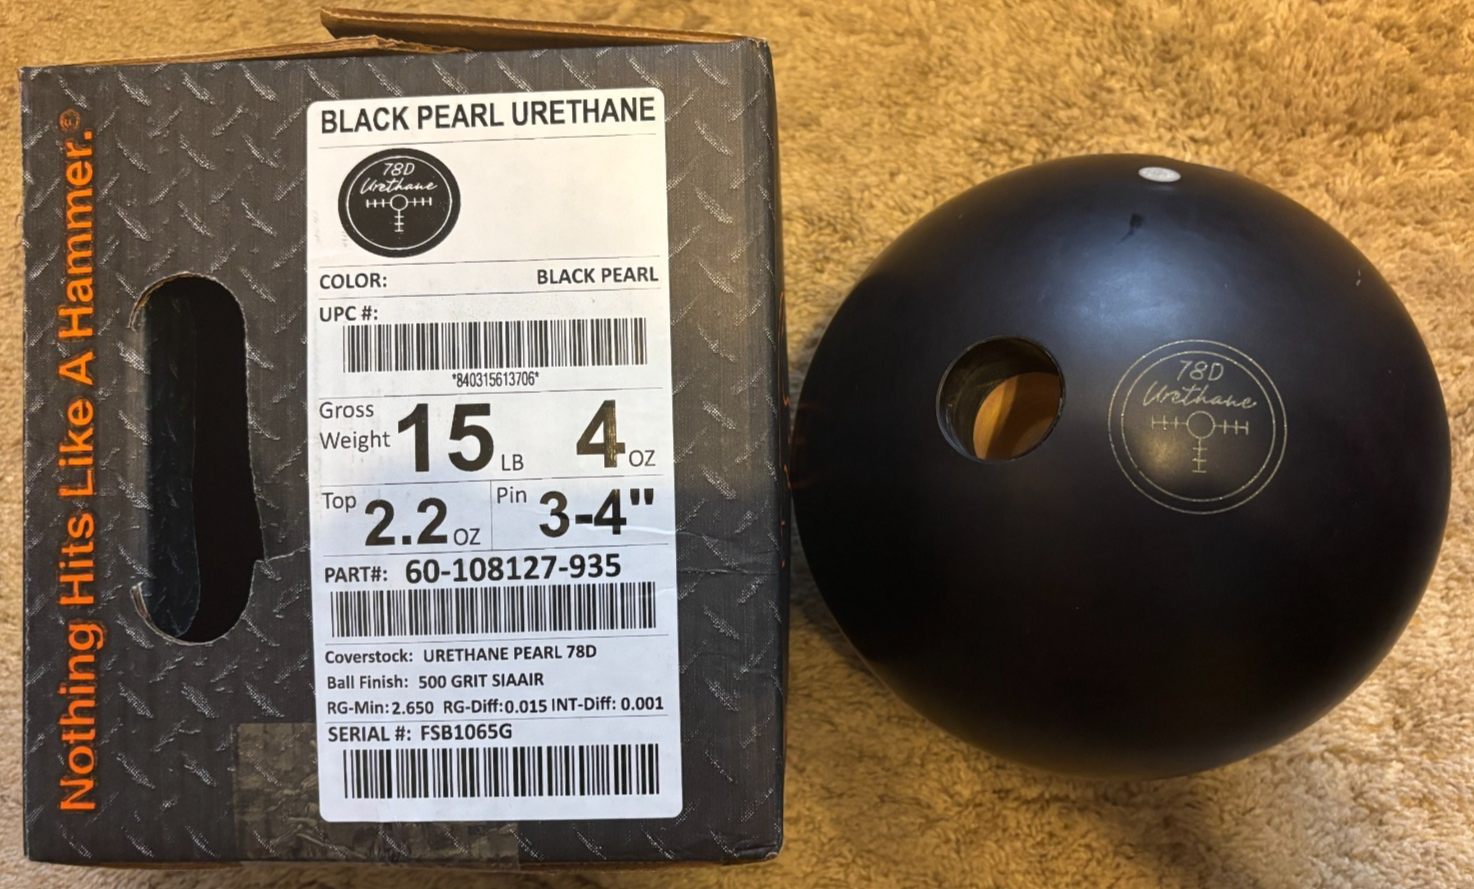 Nothing Hits Like A Hammer.®
BLACK PEARL URETHANE
78D
Urethane
COLOR: BLACK PEARL
UPC #:
*840315613706*
Gross Weight 15 LB 4 OZ
Top 2.2 OZ Pin 3-4"
PART#: 60-108127-935
Coverstock: URETHANE PEARL 78D
Ball Finish: 500 GRIT SIAAIR
RG-Min: 2.650 RG-Diff:0.015 INT-Diff: 0.001
SERIAL #: FSB1065G
78D
Urethane